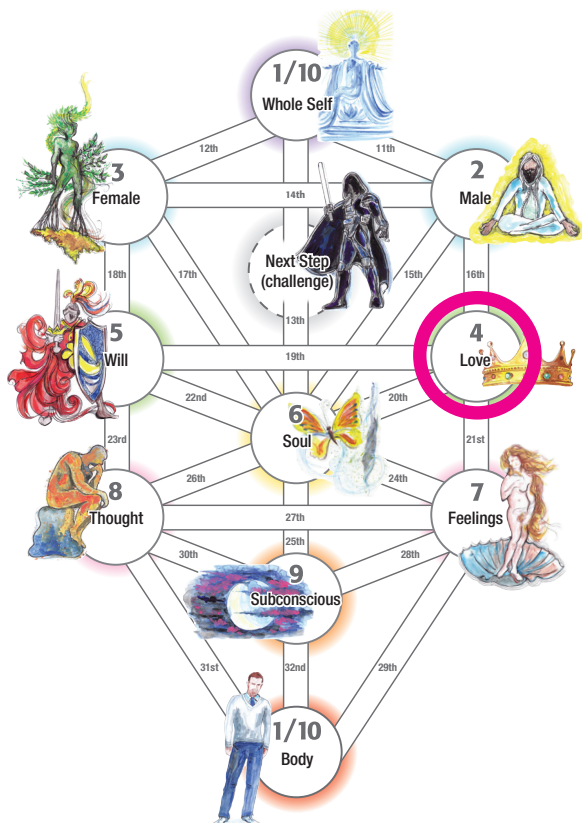 1/10
Whole Self
12th
11th
3
Female
2
Male
14th
Next Step
(challenge)
18th
17th
15th
16th
13th
5
Will
4
Love
19th
22nd
20th
6
Soul
23rd
21st
26th
24th
8
Thought
7
Feelings
27th
25th
30th
28th
9
Subconscious
31st
32nd
29th
1/10
Body